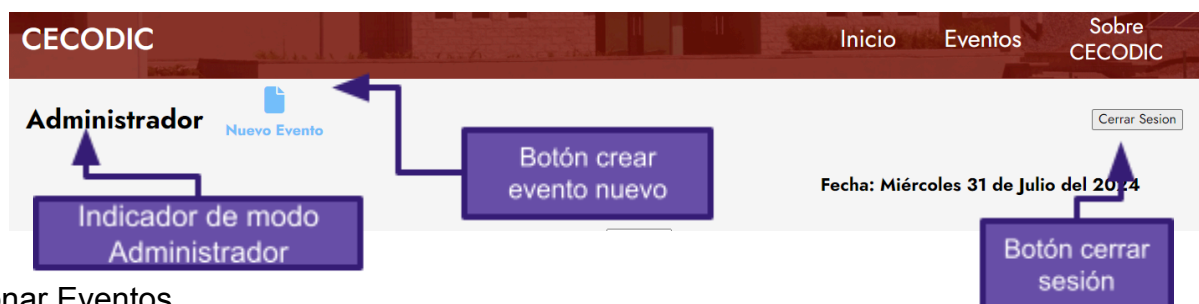 CECODIC
Inicio
Eventos
Sobre
CECODIC
Administrador
Nuevo Evento
Cerrar Sesion
Botón crear
evento nuevo
Fecha: Miércoles 31 de Julio del 2024
Indicador de modo
Administrador
Botón cerrar
sesión
Eventos